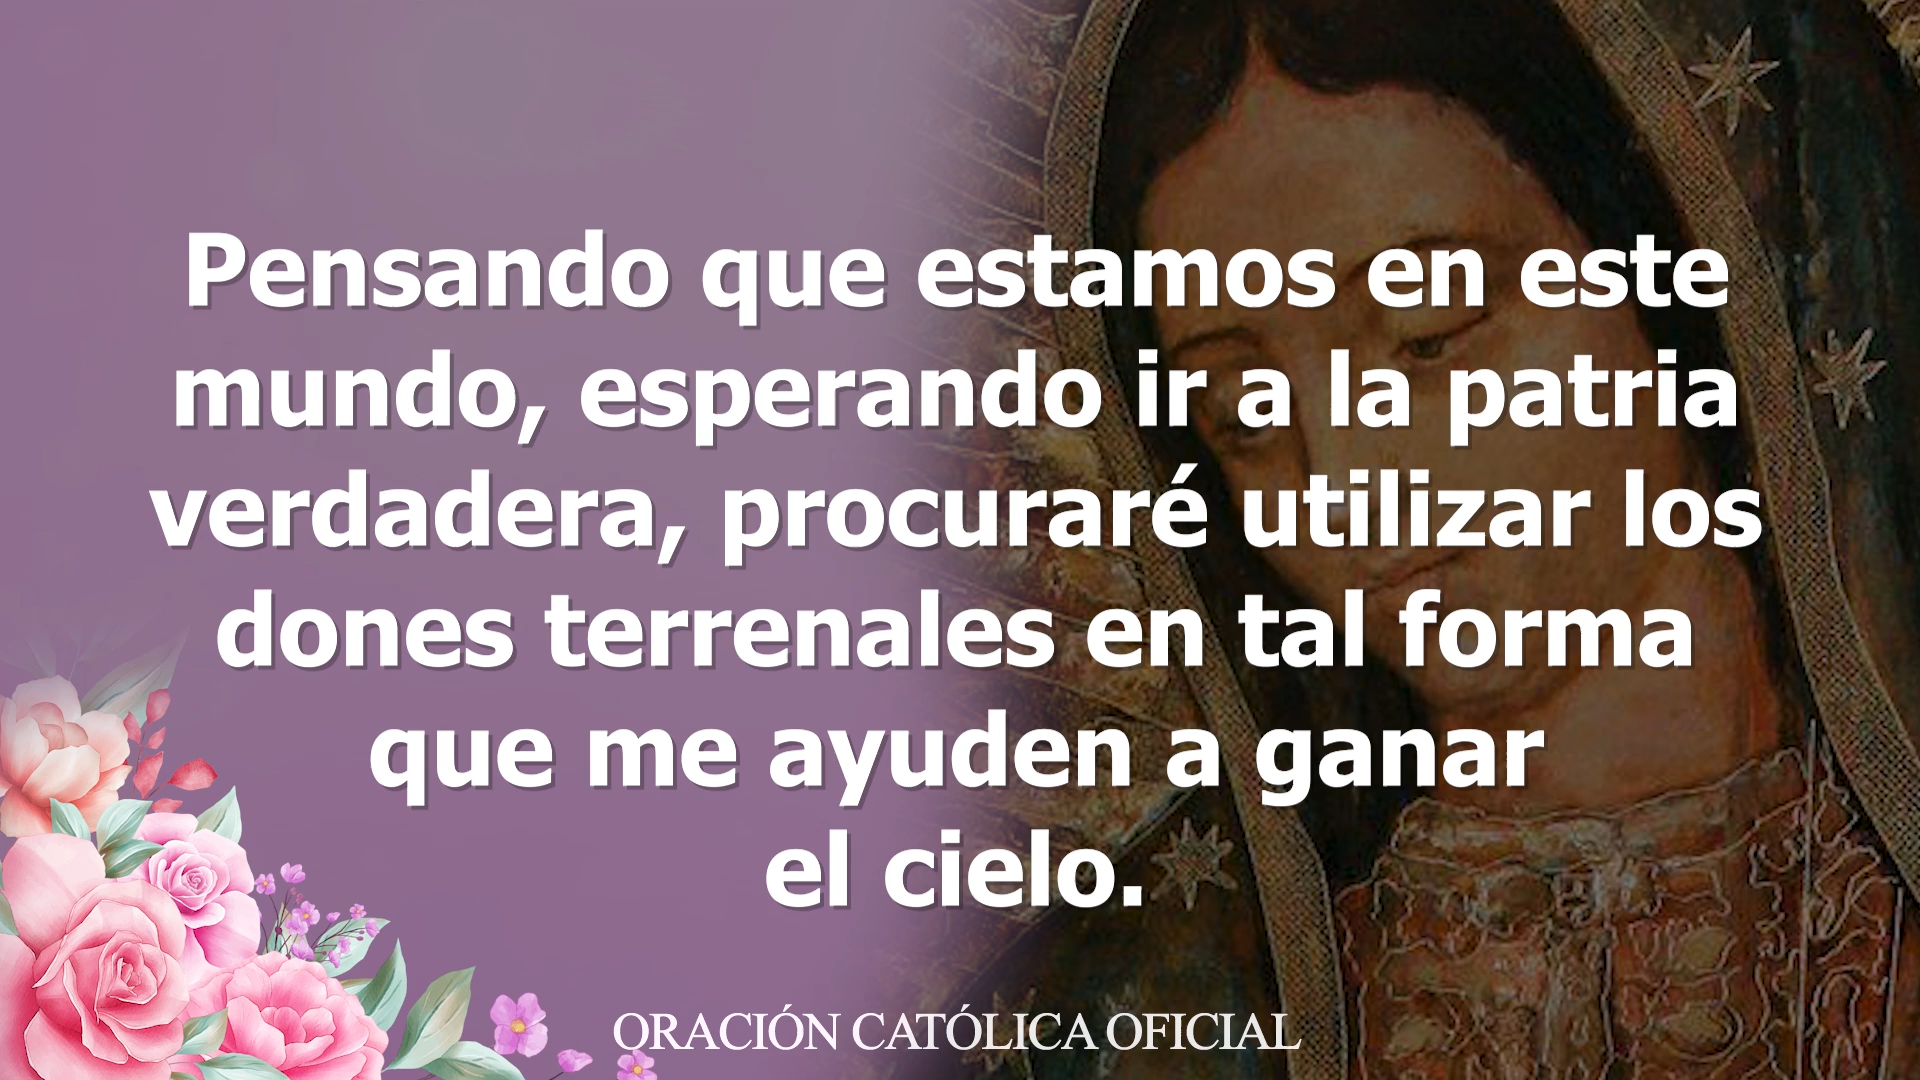 Pensando que estamos en este
mundo, esperando ir a la patria
verdadera, procuraré utilizar los
dones terrenales en tal forma
que me ayuden a ganar
el cielo.
ORACIÓN CATÓLICA OFICIAL